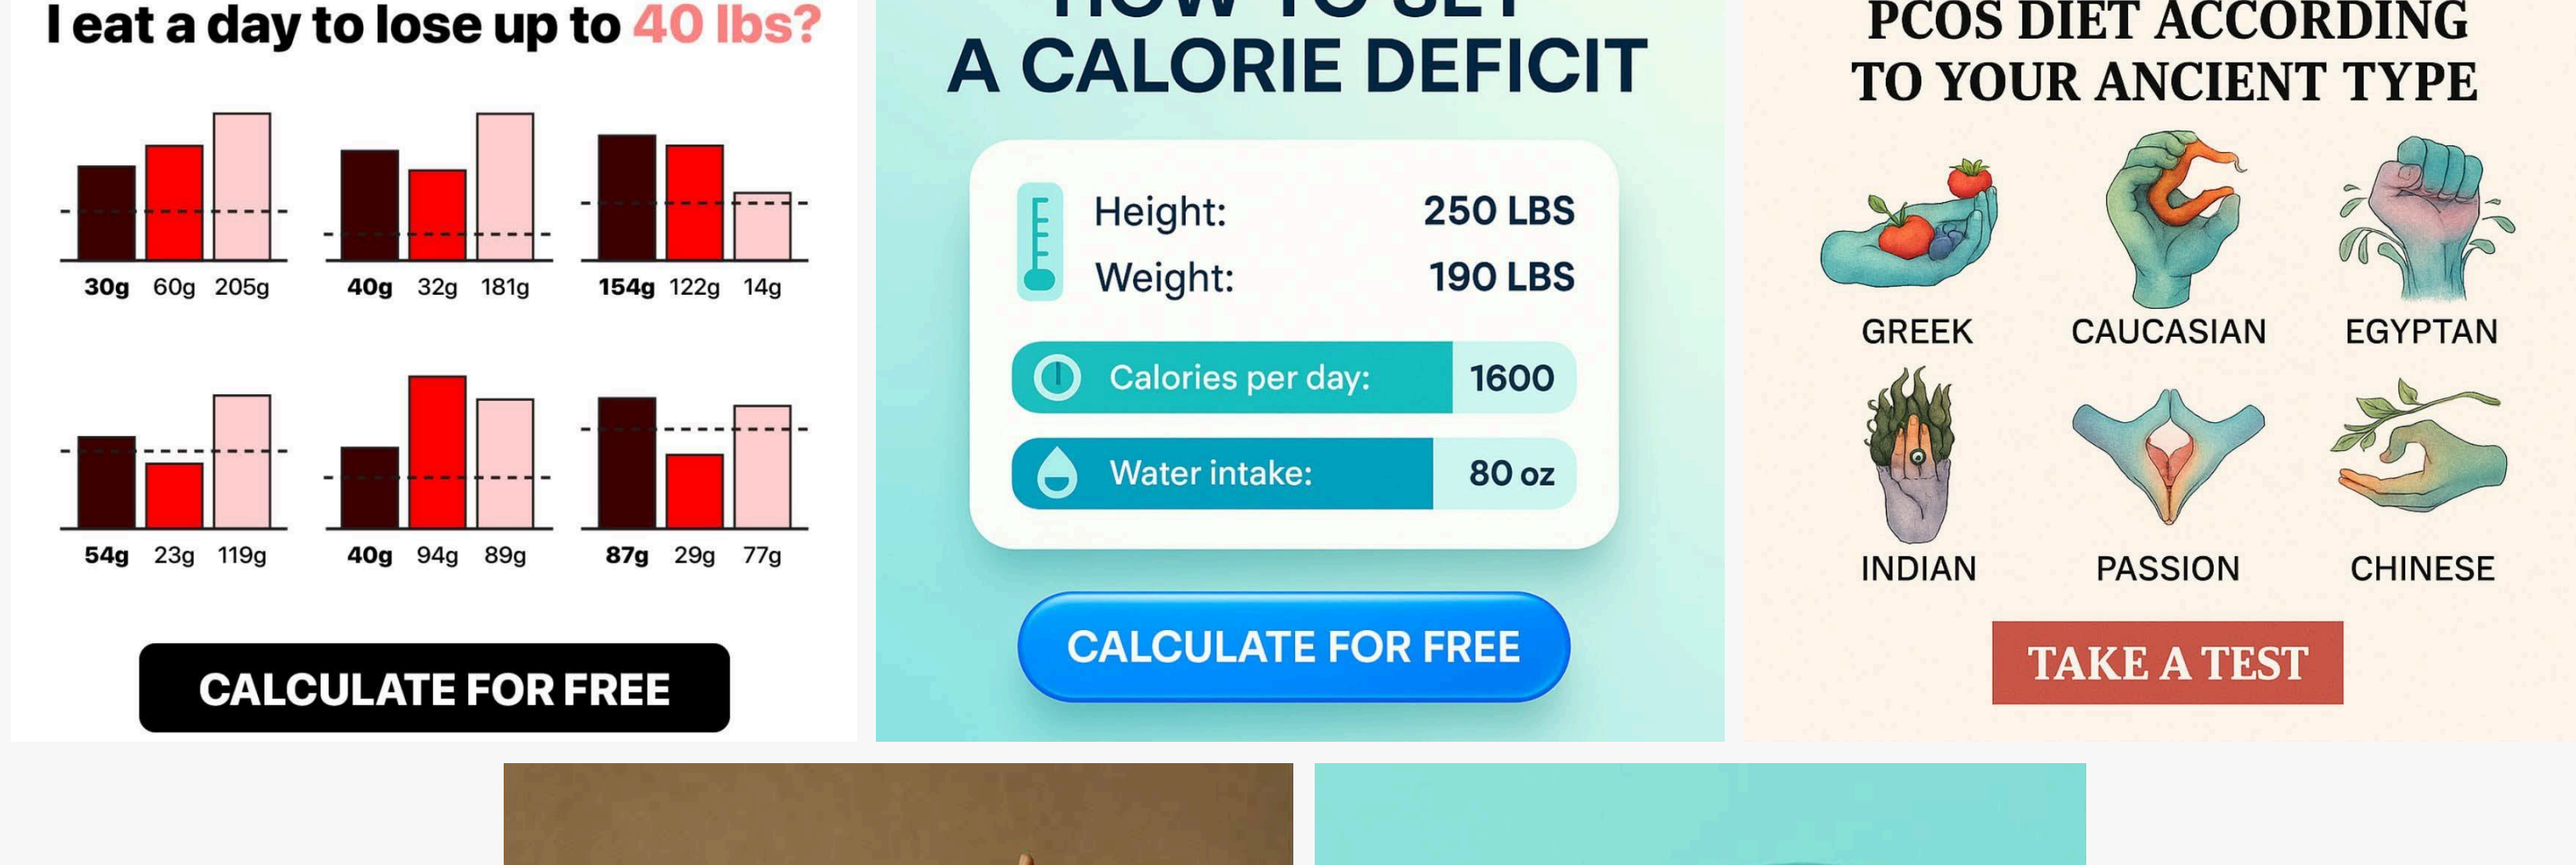 I eat a day to lose up to 40 lbs?
30g 60g 205g
40g 32g 181g
154g 122g 14g
54g 23g 119g
40g 94g 89g
87g 29g 77g
CALCULATE FOR FREE
HOW TO SET
A CALORIE DEFICIT
Height: 250 LBS
Weight: 190 LBS
Calories per day: 1600
Water intake: 80 oz
CALCULATE FOR FREE
PCOS DIET ACCORDING
TO YOUR ANCIENT TYPE
GREEK
CAUCASIAN
EGYPTAN
INDIAN
PASSION
CHINESE
TAKE A TEST